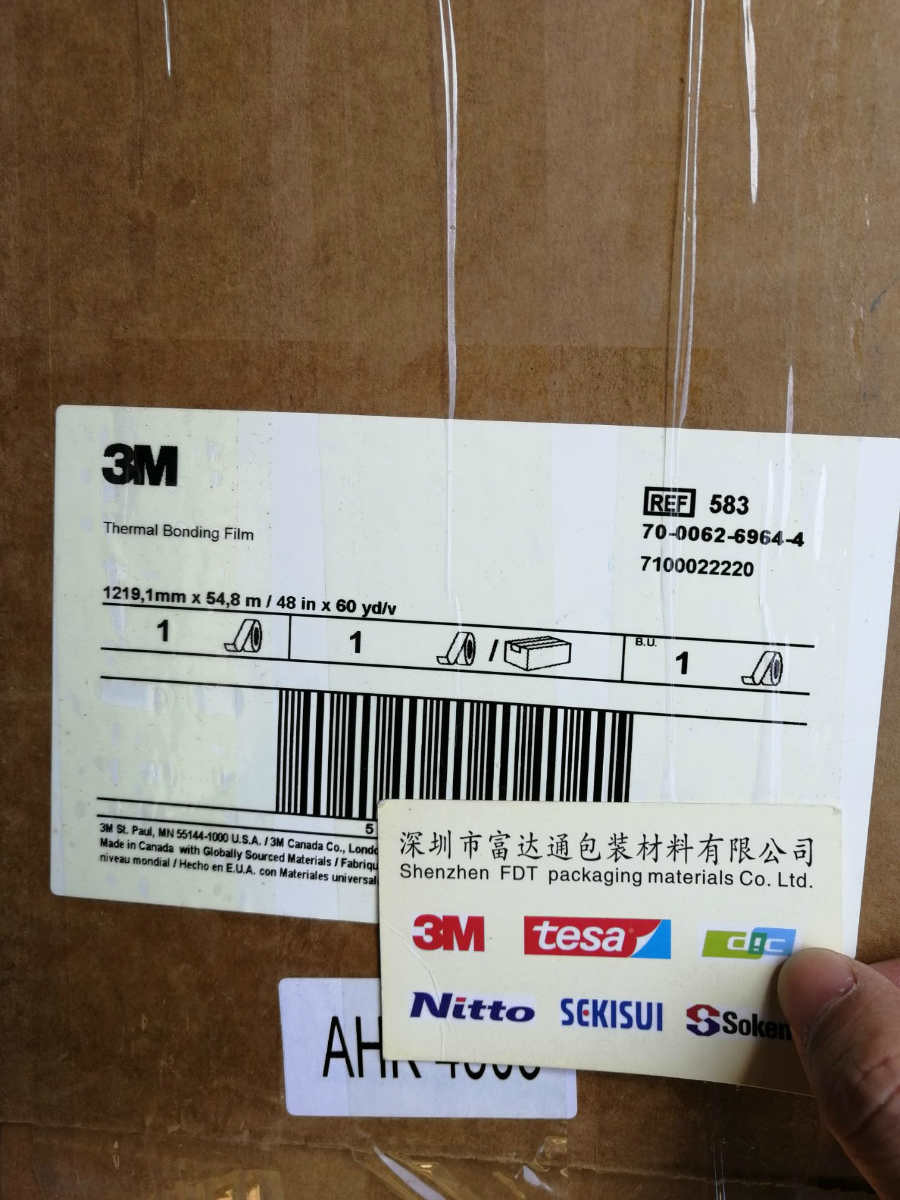 3M
REF 583
Thermal Bonding Film
70-0062-6964-4
7100022220
1219,1mm x 54,8 m / 48 in x 60 yd/v
1 1 / B.U. 1
5
3M St. Paul, MN 55144-1000 U.S.A. / 3M Canada Co.,
Made in Canada with Globally Sourced Materials /
niveau mondial / Hecho en E.U.A. con Materiales
深圳市富达通包装材料有限公司
Shenzhen FDT packaging materials Co. Ltd.
3M tesa dic
Nitto SEKISUI Soken